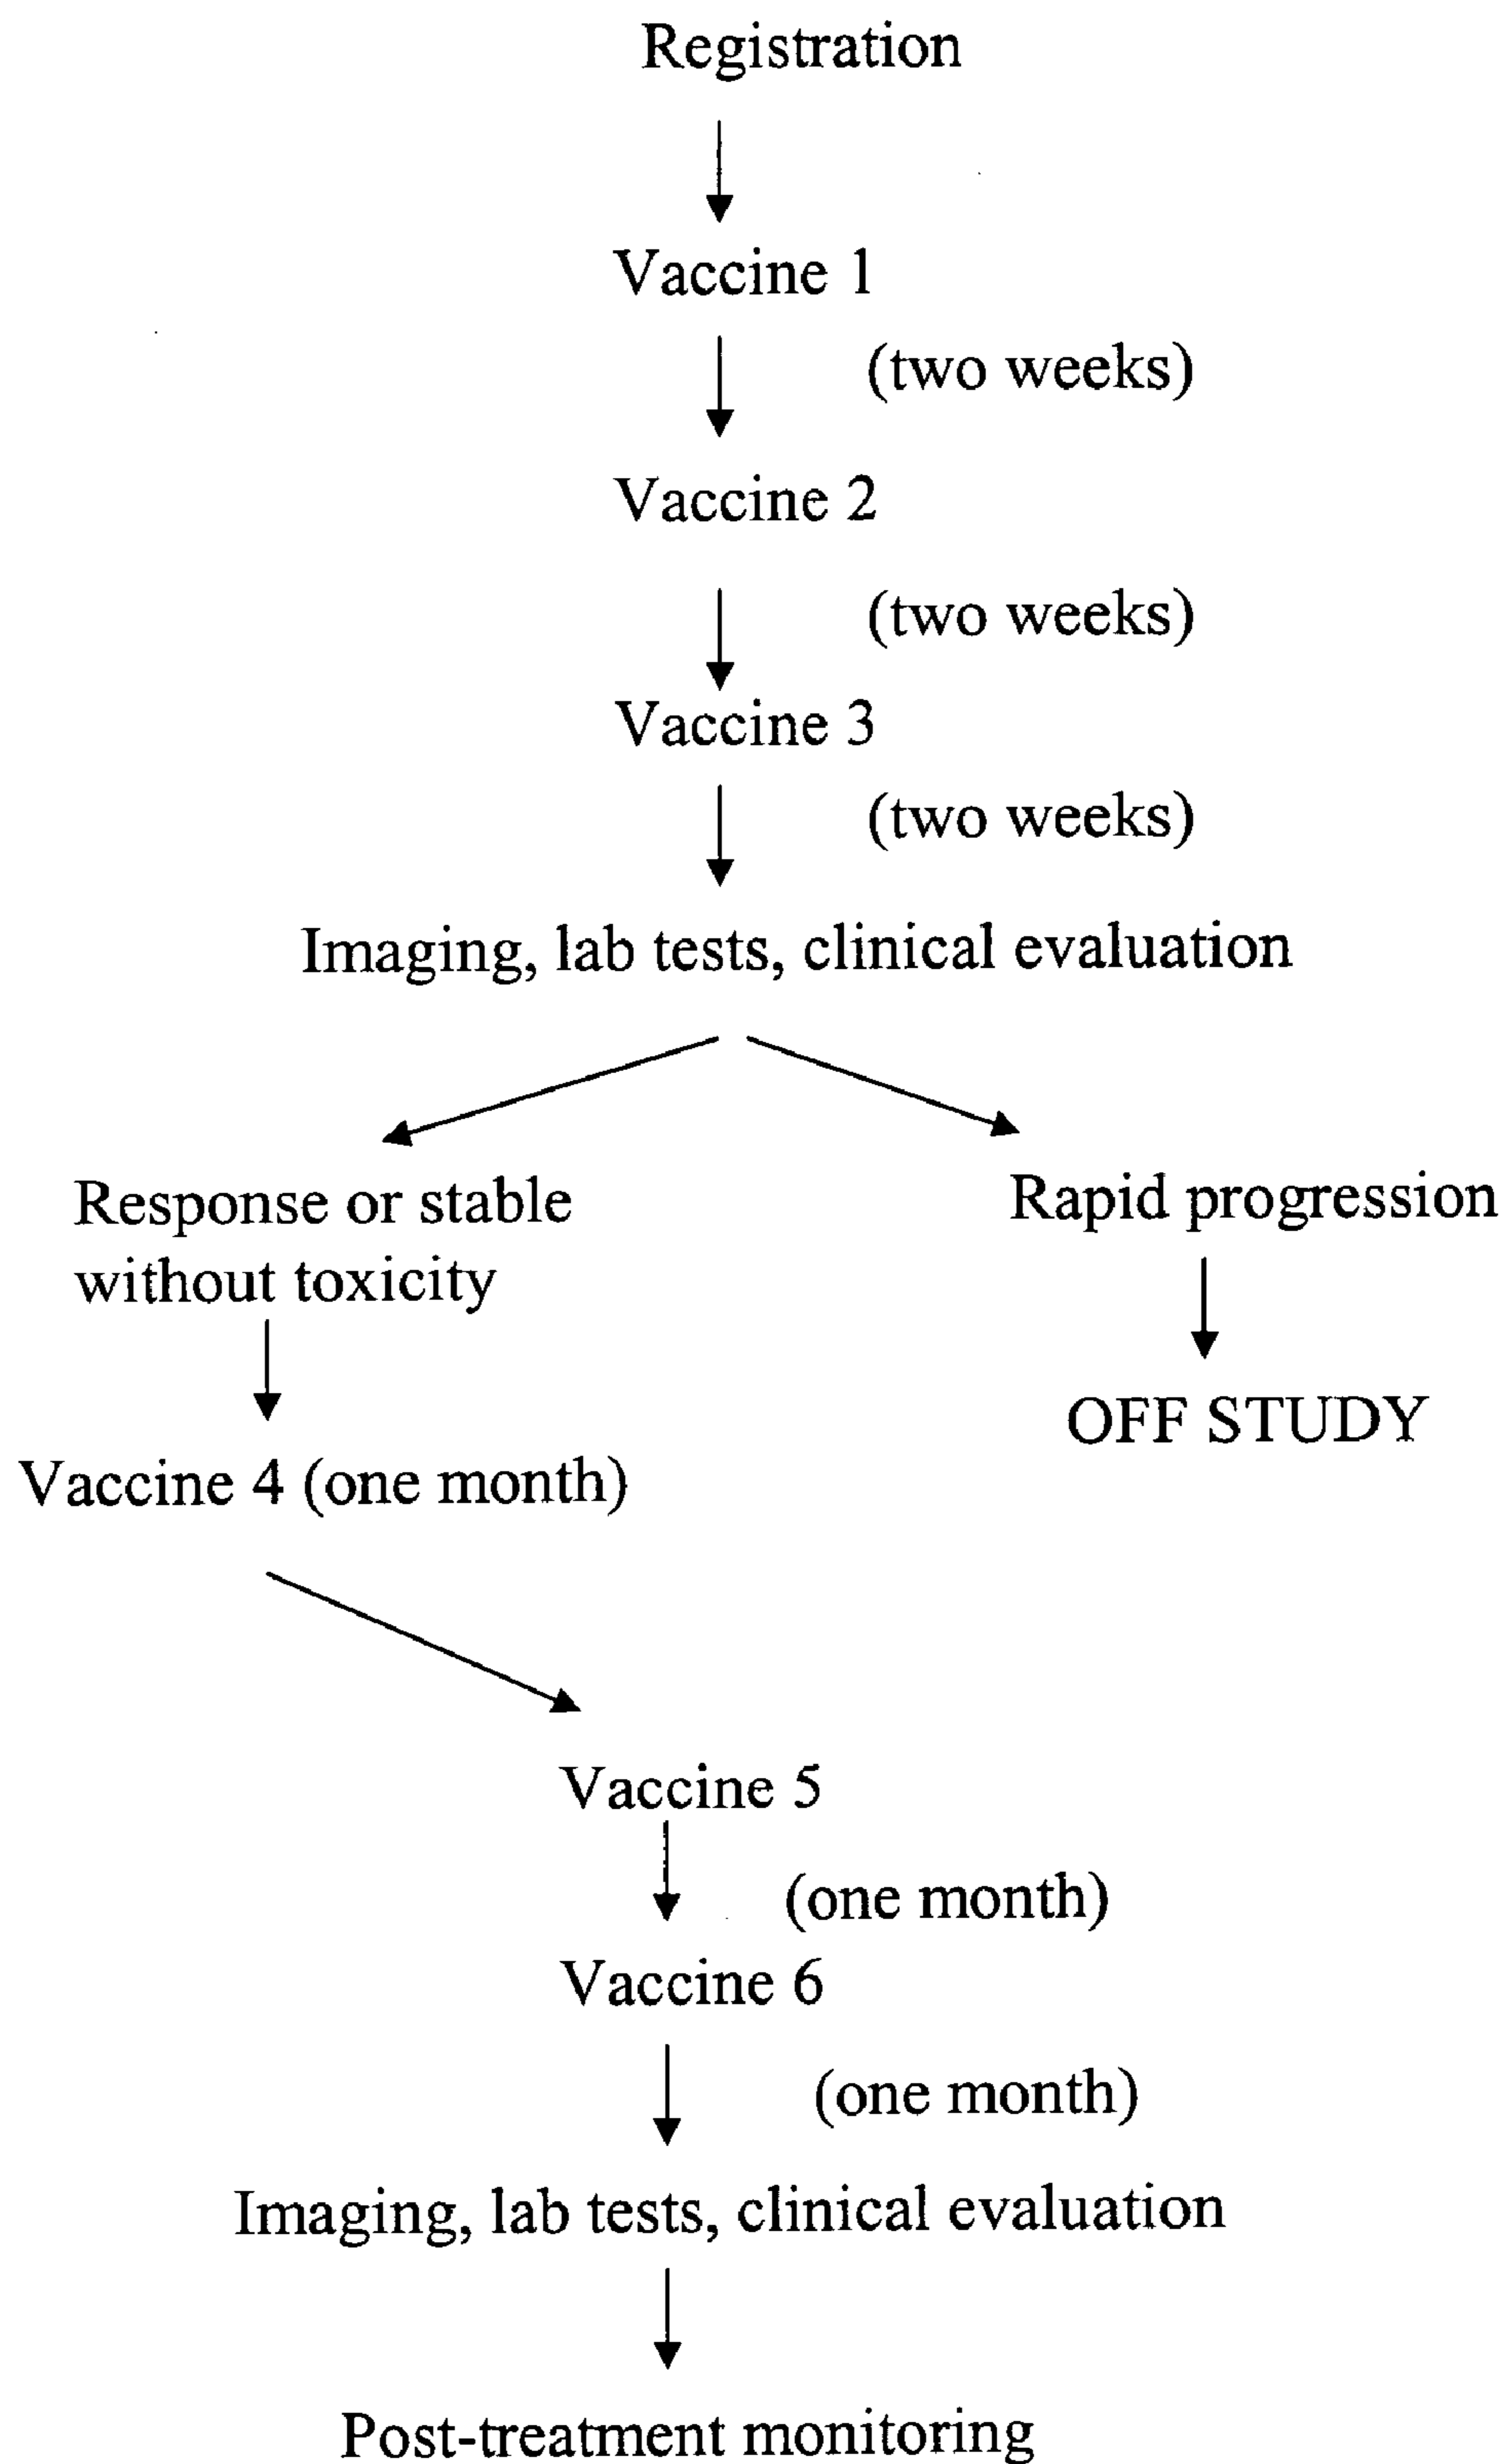 Registration
Vaccine 1
(two weeks)
Vaccine 2
(two weeks)
Vaccine 3
(two weeks)
Imaging, lab tests, clinical evaluation
Response or stable
without toxicity
Rapid progression
OFF STUDY
Vaccine 4 (one month)
Vaccine 5
(one month)
Vaccine 6
(one month)
Imaging, lab tests, clinical evaluation
Post-treatment monitoring